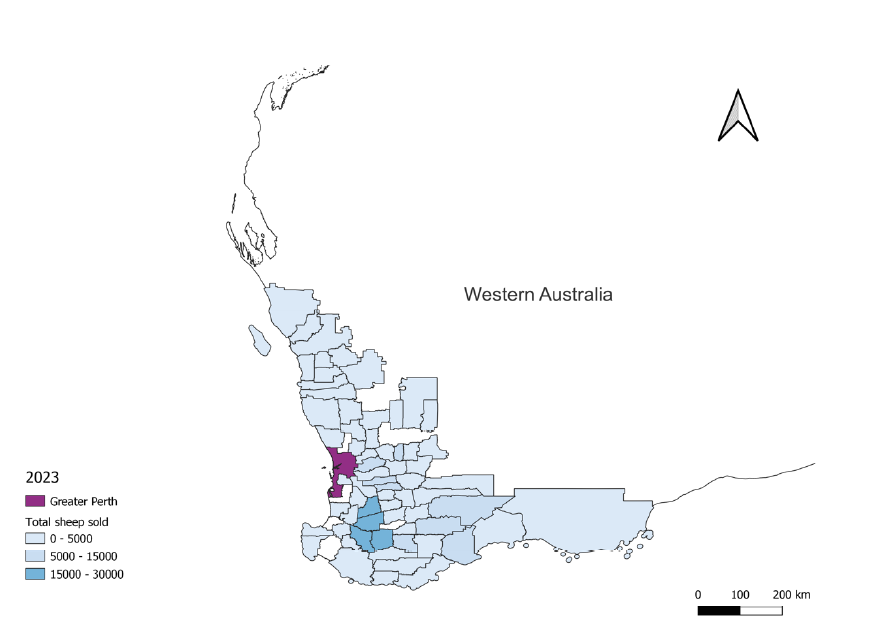 Western Australia
2023
Greater Perth
Total sheep sold
0 - 5000
5000 - 15000
15000 - 30000
0 100 200 km